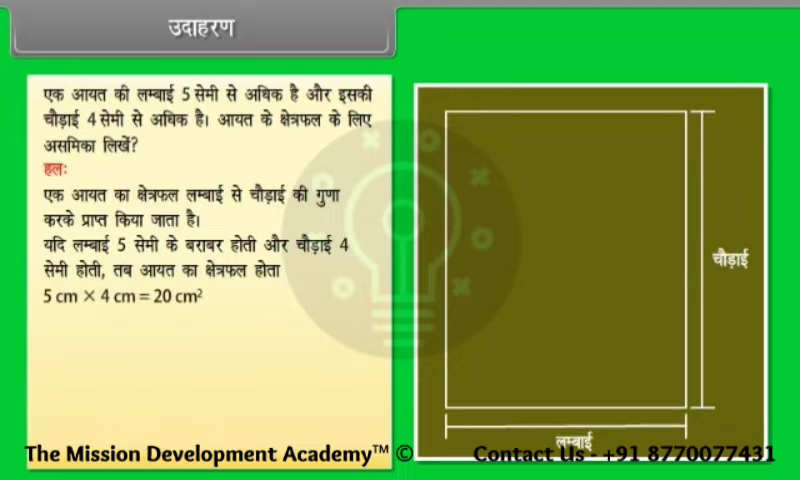 उदाहरण
एक आयत की लम्बाई 5 सेमी से अधिक है और इसकी
चौड़ाई 4 सेमी से अधिक है। आयत के क्षेत्रफल के लिए
असमिका लिखें?
हलः
एक आयत का क्षेत्रफल लम्बाई से चौड़ाई की गुणा
करके प्राप्त किया जाता है।
यदि लम्बाई 5 सेमी के बराबर होती और चौड़ाई 4
सेमी होती, तब आयत का क्षेत्रफल होता
5 cm × 4 cm = 20 cm²
चौड़ाई
लम्बाई
The Mission Development Academy™ © Contact Us - +91 8770077431